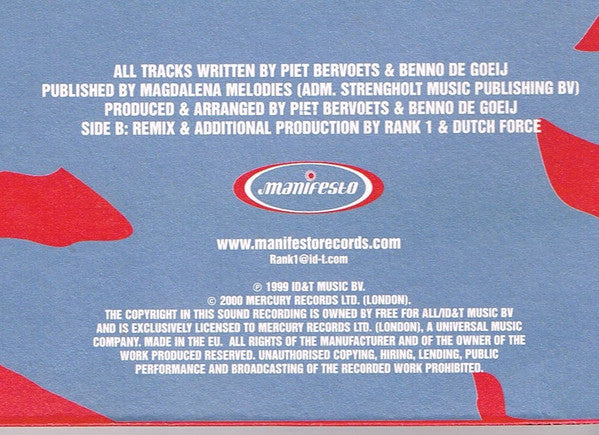 ALL TRACKS WRITTEN BY PIET BERVOETS & BENNO DE GOEIJ
PUBLISHED BY MAGDALENA MELODIES (ADM. STRENGHOLT MUSIC PUBLISHING BV)
PRODUCED & ARRANGED BY PIET BERVOETS & BENNO DE GOEIJ
SIDE B: REMIX & ADDITIONAL PRODUCTION BY RANK 1 & DUTCH FORCE
manifesto
www.manifestorecords.com
Rank1@id-t.com
℗ 1999 ID&T MUSIC BV.
© 2000 MERCURY RECORDS LTD. (LONDON).
THE COPYRIGHT IN THIS SOUND RECORDING IS OWNED BY FREE FOR ALL/ID&T MUSIC BV
AND IS EXCLUSIVELY LICENSED TO MERCURY RECORDS LTD. (LONDON), A UNIVERSAL MUSIC
COMPANY. MADE IN THE EU. ALL RIGHTS OF THE MANUFACTURER AND OF THE OWNER OF THE
WORK PRODUCED RESERVED. UNAUTHORISED COPYING, HIRING, LENDING, PUBLIC
PERFORMANCE AND BROADCASTING OF THE RECORDED WORK PROHIBITED.